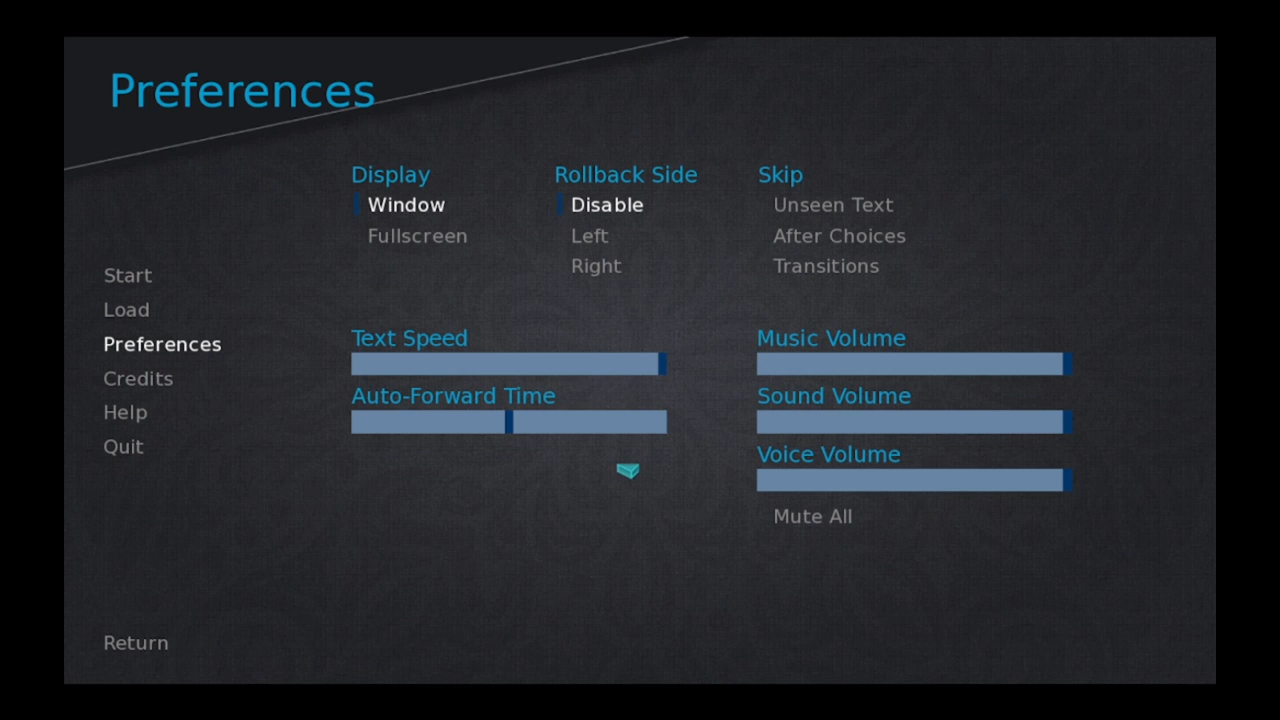 Preferences
Display
Window
Fullscreen
Rollback Side
Disable
Left
Right
Skip
Unseen Text
After Choices
Transitions
Start
Load
Preferences
Credits
Help
Quit
Text Speed
Auto-Forward Time
Music Volume
Sound Volume
Voice Volume
Mute All
Return